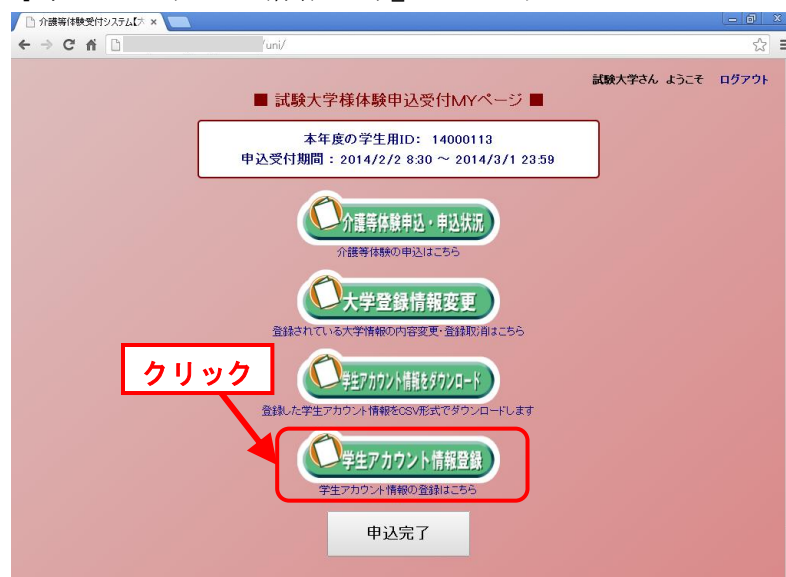 介護等体験受付システム【大
/uni/
試験大学さん ようこそ ログアウト
■ 試験大学様体験申込受付MYページ ■
本年度の学生用ID： 14000113
申込受付期間：2014/2/2 8:30 ～ 2014/3/1 23:59
介護等体験申込・申込状況
介護等体験の申込はこちら
大学登録情報変更
登録されている大学情報の内容変更・登録取消はこちら
クリック
学生アカウント情報をダウンロード
登録した学生アカウント情報をCSV形式でダウンロードします
学生アカウント情報登録
学生アカウント情報の登録はこちら
申込完了